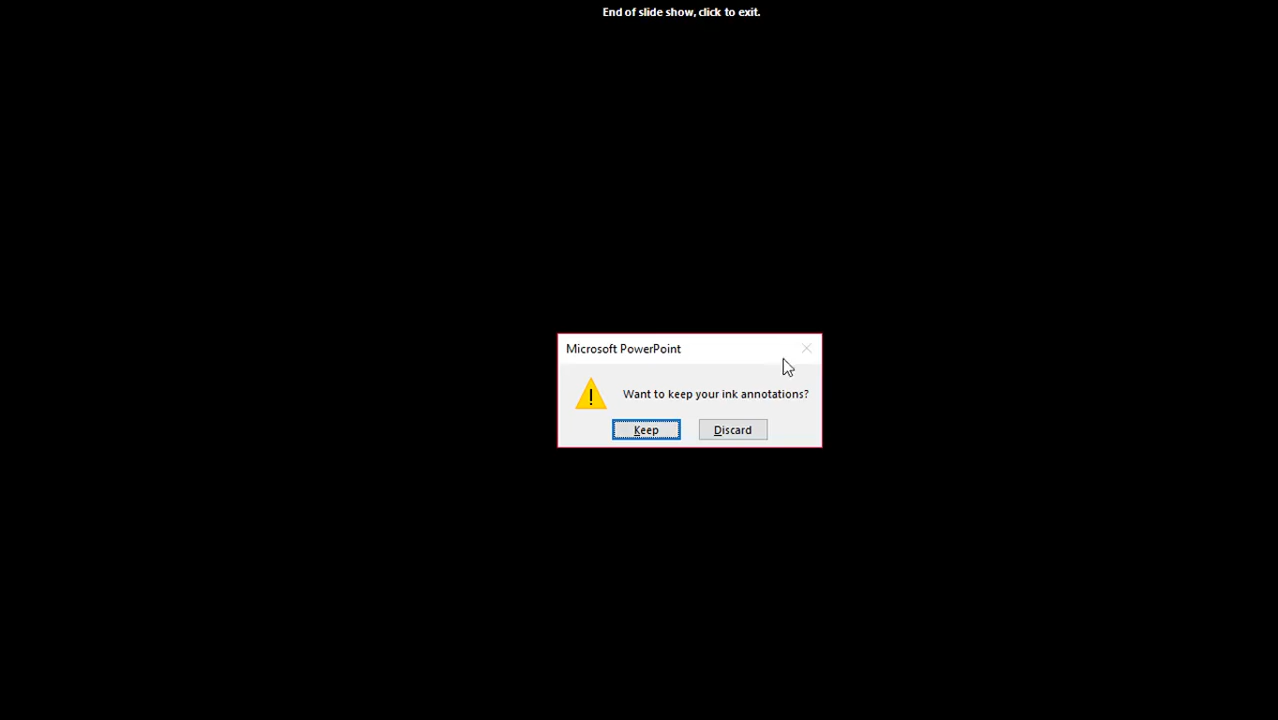 End of slide show, click to exit.
Microsoft PowerPoint
Want to keep your ink annotations?
Keep
Discard